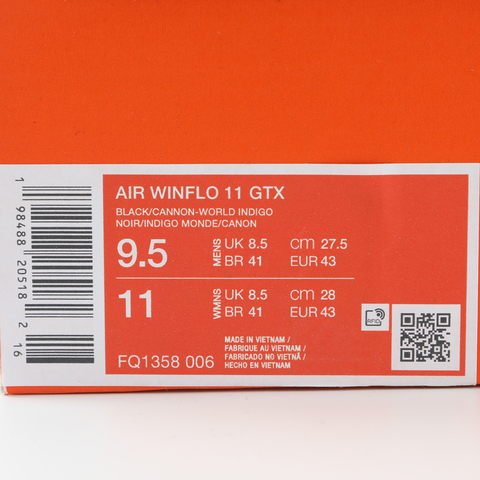 AIR WINFLO 11 GTX
BLACK/CANNON-WORLD INDIGO
NOIR/INDIGO MONDE/CANON
9.5 MENS UK 8.5 cm 27.5
BR 41 EUR 43
11 WMNS UK 8.5 cm 28
BR 41 EUR 43
RFID
MADE IN VIETNAM /
FABRIQUE AU VIETNAM /
FABRICADO NO VIETNÃ /
HECHO EN VIETNAM
FQ1358 006
1 98488 20518 2 16